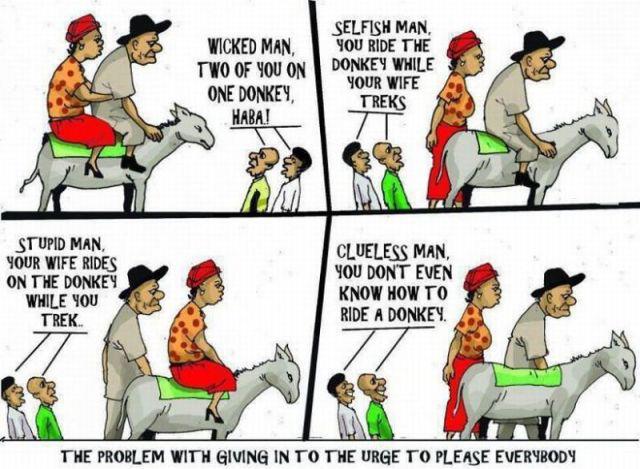 WICKED MAN,
TWO OF YOU ON
ONE DONKEY,
HABA!
SELFISH MAN,
YOU RIDE THE
DONKEY WHILE
YOUR WIFE
TREKS
STUPID MAN,
YOUR WIFE RIDES
ON THE DONKEY
WHILE YOU
TREK..
CLUELESS MAN,
YOU DON'T EVEN
KNOW HOW TO
RIDE A DONKEY.
THE PROBLEM WITH GIVING IN TO THE URGE TO PLEASE EVERYBODY